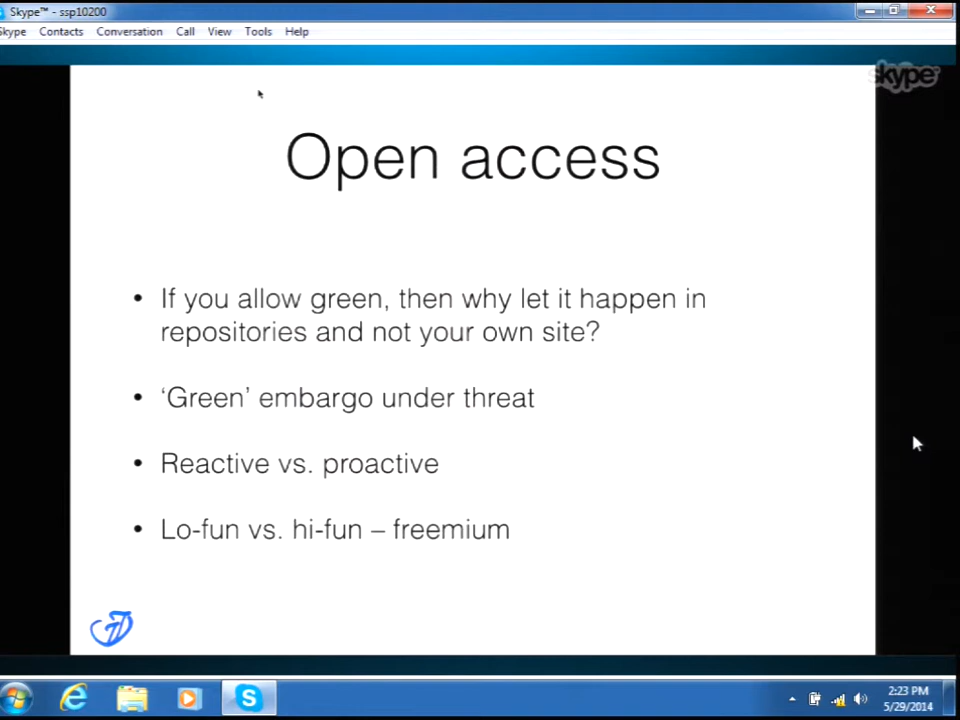 Skype™ - ssp10200
Skype Contacts Conversation Call View Tools Help
skype
Open access
• If you allow green, then why let it happen in
repositories and not your own site?
• ‘Green’ embargo under threat
• Reactive vs. proactive
• Lo-fun vs. hi-fun – freemium
2:23 PM
5/29/2014